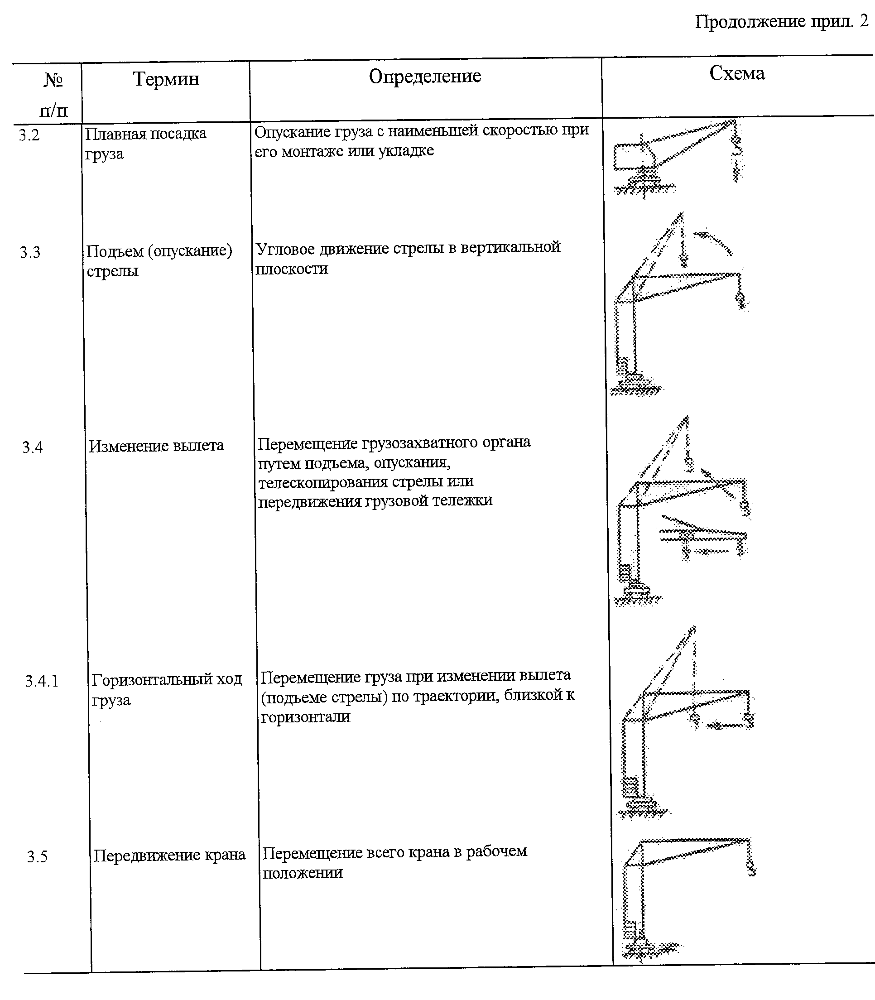 Продолжение прил. 2
№ п/п
Термин
Определение
Схема
3.2
Плавная посадка
груза
Опускание груза с наименьшей скоростью при
его монтаже или укладке
3.3
Подъем (опускание)
стрелы
Угловое движение стрелы в вертикальной
плоскости
3.4
Изменение вылета
Перемещение грузозахватного органа
путем подъема, опускания,
телескопирования стрелы или
передвижения грузовой тележки
3.4.1
Горизонтальный ход
груза
Перемещение груза при изменении вылета
(подъеме стрелы) по траектории, близкой к
горизонтали
3.5
Передвижение крана
Перемещение всего крана в рабочем
положении